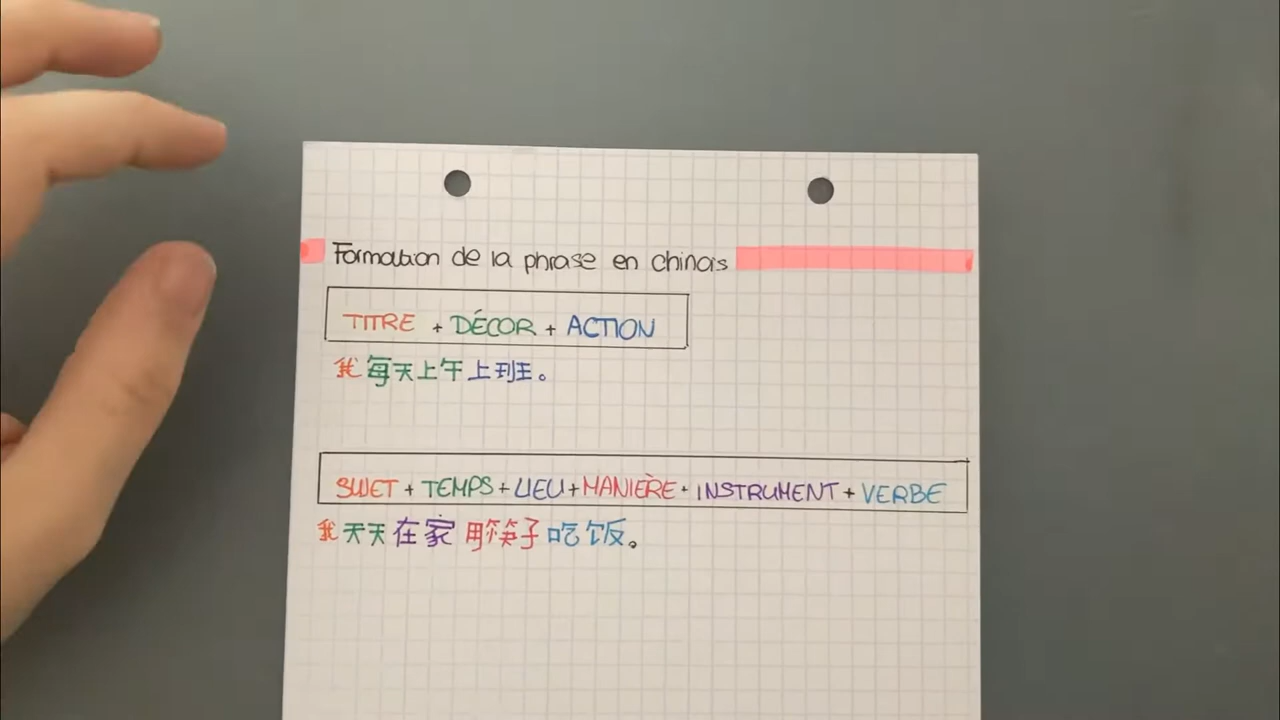 Formation de la phrase en chinois
TITRE + DÉCOR + ACTION
我每天上午上班。
SUJET + TEMPS + LIEU + MANIÈRE + INSTRUMENT + VERBE
我天天在家用筷子吃饭。